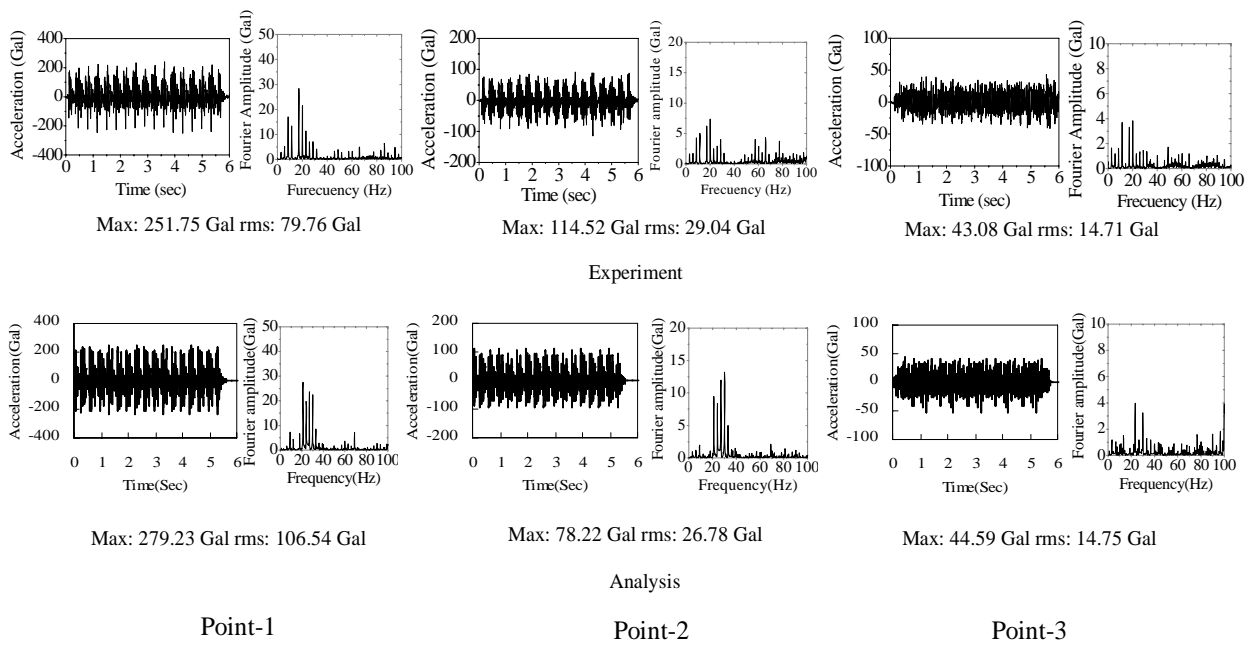 400
200
0
-200
-400
Acceleration (Gal)
0 1 2 3 4 5 6
Time (sec)
50
40
30
20
10
0
Fourier Amplitude (Gal)
0 20 40 60 80 100
Furecuency (Hz)
Max: 251.75 Gal rms: 79.76 Gal
200
100
0
-100
-200
Acceleration (Gal)
0 1 2 3 4 5 6
Time (sec)
20
15
10
5
0
Fourier amplitude (Gal)
0 20 40 60 80 100
Frecuency (Hz)
Max: 114.52 Gal rms: 29.04 Gal
100
50
0
-50
-100
Acceleration (Gal)
0 1 2 3 4 5 6
Time (sec)
10
8
6
4
2
0
Fourier Amplitude (Gal)
0 20 40 60 80 100
Frecuency (Hz)
Max: 43.08 Gal rms: 14.71 Gal
Experiment
400
200
0
-200
-400
Acceleration(Gal)
0 1 2 3 4 5 6
Time(Sec)
50
40
30
20
10
0
Fourier amplitude(Gal)
0 20 40 60 80 100
Frequency(Hz)
Max: 279.23 Gal rms: 106.54 Gal
200
100
0
-100
-200
Acceleration(Gal)
0 1 2 3 4 5 6
Time(Sec)
20
15
10
5
0
Fourier amplitude(Gal)
0 20 40 60 80 100
Frequency(Hz)
Max: 78.22 Gal rms: 26.78 Gal
100
50
0
-50
-100
Acceleration(Gal)
0 1 2 3 4 5 6
Time(Sec)
10
8
6
4
2
0
Fourier amplitude(Gal)
0 20 40 60 80 100
Frequency(Hz)
Max: 44.59 Gal rms: 14.75 Gal
Analysis
Point-1
Point-2
Point-3